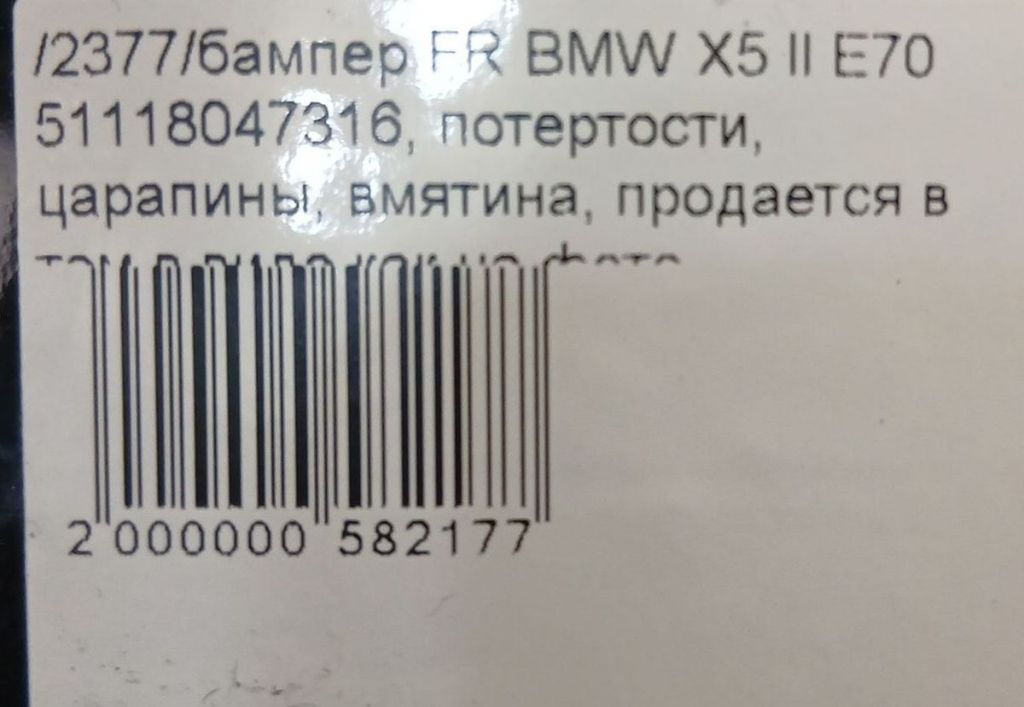 /2377/бампер FR BMW X5 II E70
51118047316, потертости,
царапины, вмятина, продается в
2 000000 582177